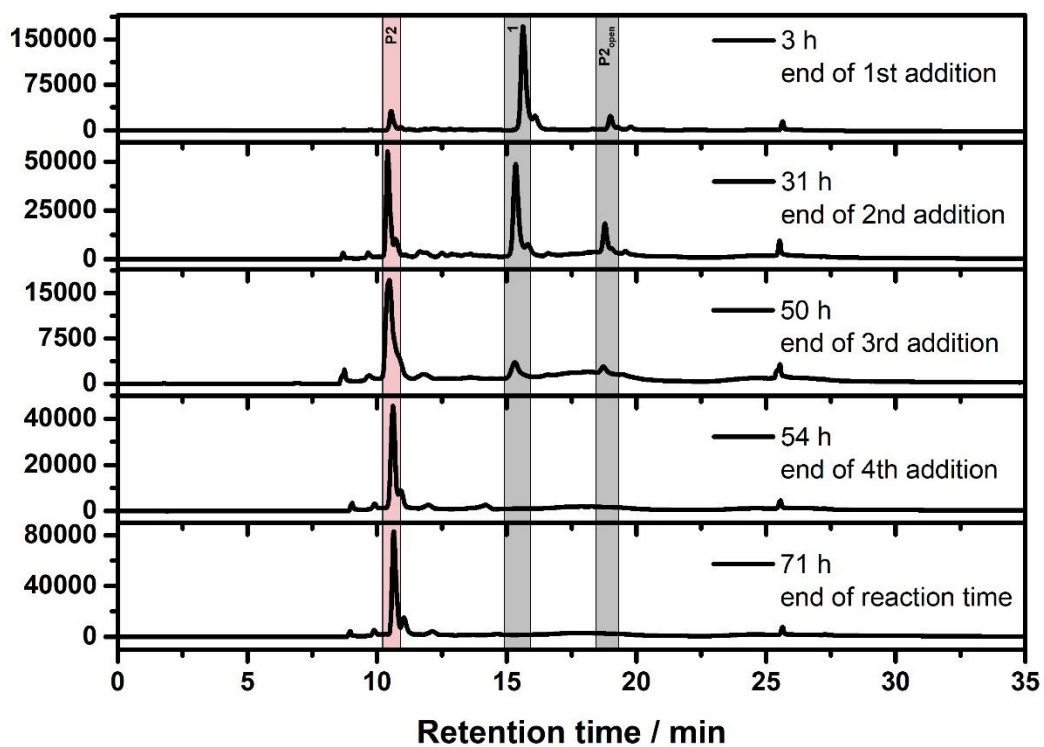 P2 1 P2open
150000 3 h
75000 end of 1st addition
0
50000 31 h
25000 end of 2nd addition
0
15000 50 h
7500 end of 3rd addition
0
40000 54 h
20000 end of 4th addition
0
80000 71 h
40000 end of reaction time
0
0 5 10 15 20 25 30 35
Retention time / min